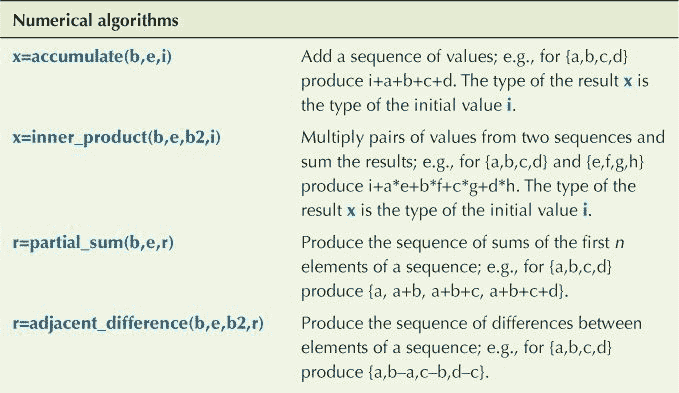 Numerical algorithms
x=accumulate(b,e,i)
Add a sequence of values; e.g., for {a,b,c,d}
produce i+a+b+c+d. The type of the result x is
the type of the initial value i.
x=inner_product(b,e,b2,i)
Multiply pairs of values from two sequences and
sum the results; e.g., for {a,b,c,d} and {e,f,g,h}
produce i+a*e+b*f+c*g+d*h. The type of the
result x is the type of the initial value i.
r=partial_sum(b,e,r)
Produce the sequence of sums of the first n
elements of a sequence; e.g., for {a,b,c,d}
produce {a, a+b, a+b+c, a+b+c+d}.
r=adjacent_difference(b,e,b2,r)
Produce the sequence of differences between
elements of a sequence; e.g., for {a,b,c,d}
produce {a,b–a,c–b,d–c}.